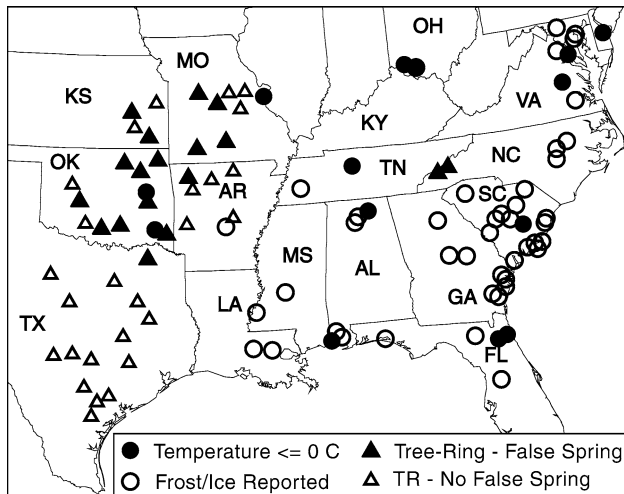 OH
MO
KS
VA
KY
OK
TN
NC
AR
SC
MS
AL
LA
GA
TX
FL
Temperature <= 0 C
Tree-Ring - False Spring
Frost/Ice Reported
TR - No False Spring